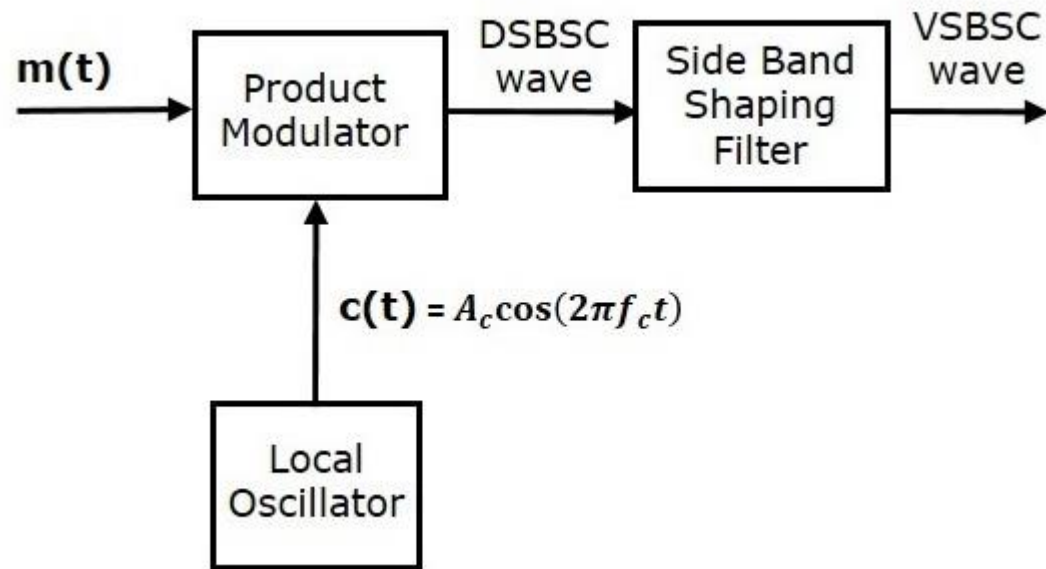 m(t)
Product
Modulator
DSBSC
wave
Side Band
Shaping
Filter
VSBSC
wave
c(t) = A_c cos(2πf_c t)
Local
Oscillator